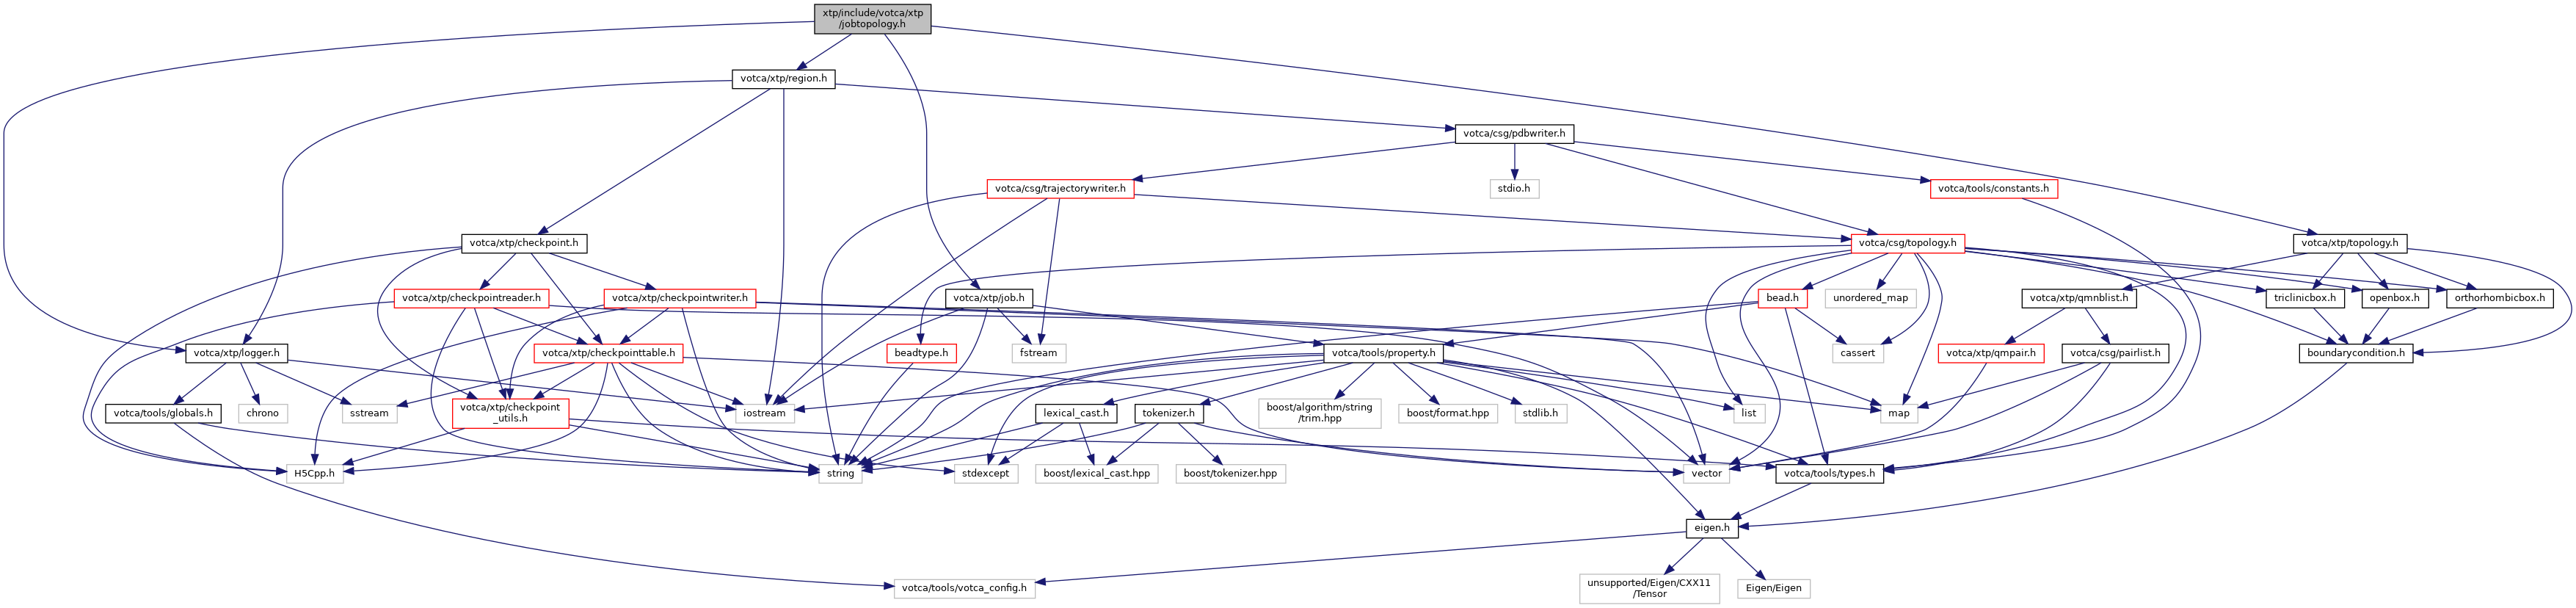 xtp/include/votca/xtp
/jobtopology.h
votca/xtp/region.h
votca/csg/pdbwriter.h
votca/csg/trajectorywriter.h
stdio.h
votca/tools/constants.h
votca/xtp/checkpoint.h
votca/csg/topology.h
votca/xtp/topology.h
votca/xtp/checkpointreader.h
votca/xtp/checkpointwriter.h
votca/xtp/job.h
bead.h
unordered_map
votca/xtp/qmnblist.h
triclinicbox.h
openbox.h
orthorhombicbox.h
votca/xtp/logger.h
votca/xtp/checkpointtable.h
beadtype.h
fstream
votca/tools/property.h
cassert
votca/xtp/qmpair.h
votca/csg/pairlist.h
boundarycondition.h
votca/tools/globals.h
chrono
sstream
votca/xtp/checkpoint
_utils.h
iostream
lexical_cast.h
tokenizer.h
boost/algorithm/string
/trim.hpp
boost/format.hpp
stdlib.h
list
map
H5Cpp.h
string
stdexcept
boost/lexical_cast.hpp
boost/tokenizer.hpp
vector
votca/tools/types.h
eigen.h
votca/tools/votca_config.h
unsupported/Eigen/CXX11
/Tensor
Eigen/Eigen